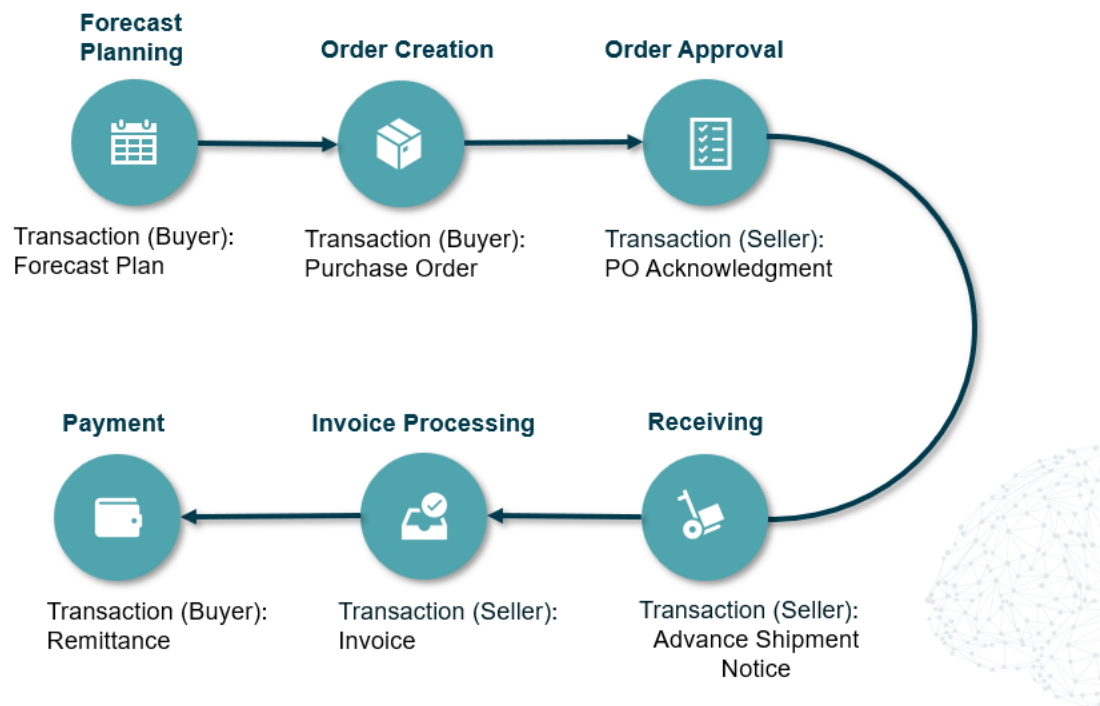 Forecast
Planning
Order Creation
Order Approval
Transaction (Buyer):
Forecast Plan
Transaction (Buyer):
Purchase Order
Transaction (Seller):
PO Acknowledgment
Payment
Invoice Processing
Receiving
Transaction (Buyer):
Remittance
Transaction (Seller):
Invoice
Transaction (Seller):
Advance Shipment
Notice